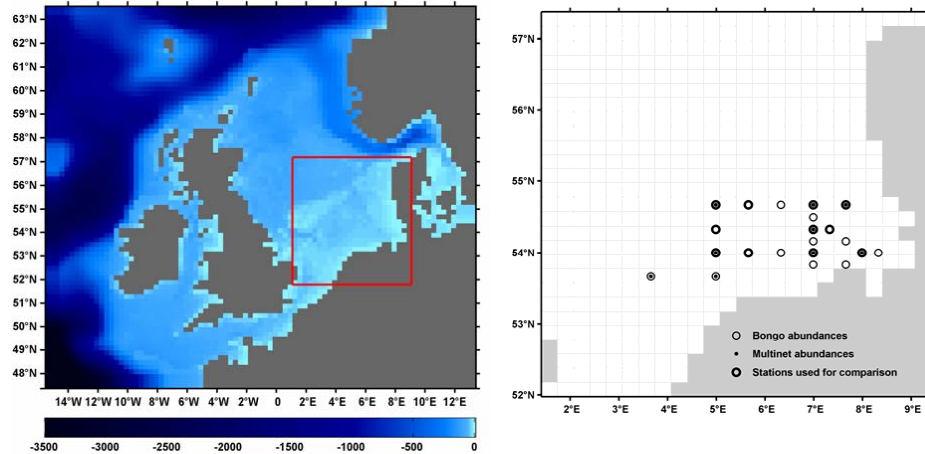 63°N
62°N
61°N
60°N
59°N
58°N
57°N
56°N
55°N
54°N
53°N
52°N
51°N
50°N
49°N
48°N
14°W 12°W 10°W 8°W 6°W 4°W 2°W 0 2°E 4°E 6°E 8°E 10°E 12°E
-3500 -3000 -2500 -2000 -1500 -1000 -500 0
57°N
56°N
55°N
54°N
53°N
52°N
Bongo abundances
Multinet abundances
Stations used for comparison
2°E 3°E 4°E 5°E 6°E 7°E 8°E 9°E